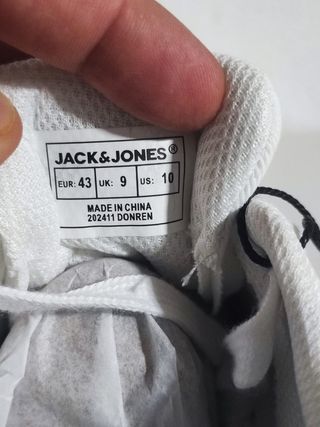 JACK&JONES®
EUR: 43 UK: 9 US: 10
MADE IN CHINA
202411 DONREN